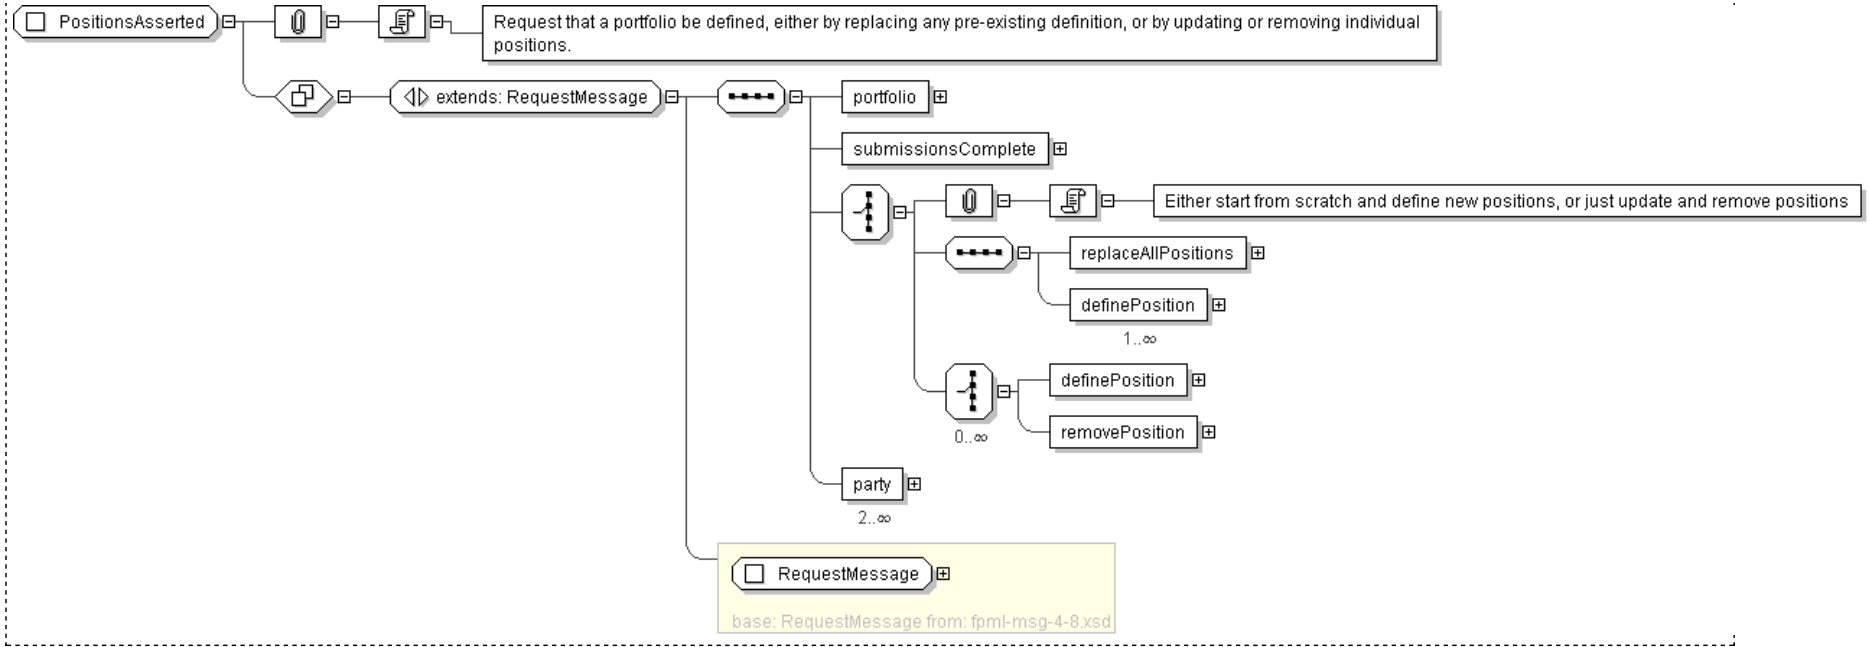 PositionsAsserted
Request that a portfolio be defined, either by replacing any pre-existing definition, or by updating or removing individual
positions.
extends: RequestMessage
portfolio
submissionsComplete
Either start from scratch and define new positions, or just update and remove positions
replaceAllPositions
definePosition
1..∞
definePosition
0..∞
removePosition
party
2..∞
RequestMessage
base: RequestMessage from: fpml-msg-4-8.xsd